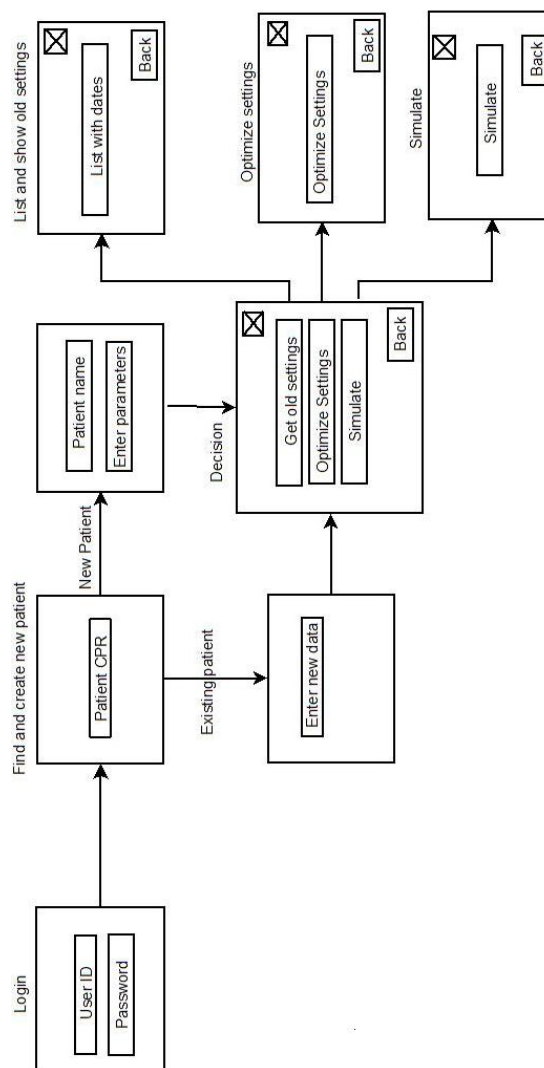 Login
User ID
Password
Find and create new patient
Patient CPR
New Patient
Existing patient
Patient name
Enter parameters
Enter new data
Decision
Get old settings
Optimize Settings
Simulate
Back
List and show old settings
List with dates
Back
Optimize settings
Optimize Settings
Back
Simulate
Simulate
Back